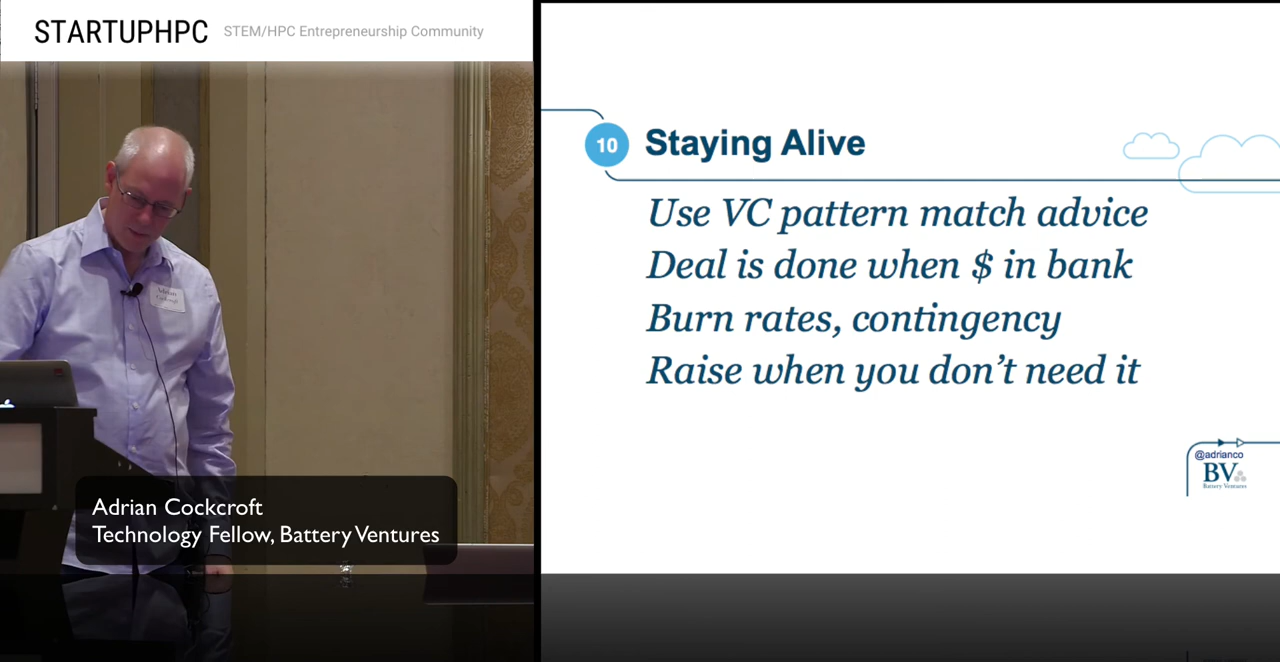 STARTUPHPC STEM/HPC Entrepreneurship Community
Adrian
Cockcroft
Adrian Cockcroft
Technology Fellow, Battery Ventures
10 Staying Alive
Use VC pattern match advice
Deal is done when $ in bank
Burn rates, contingency
Raise when you don’t need it
@adrianco
BV
Battery Ventures